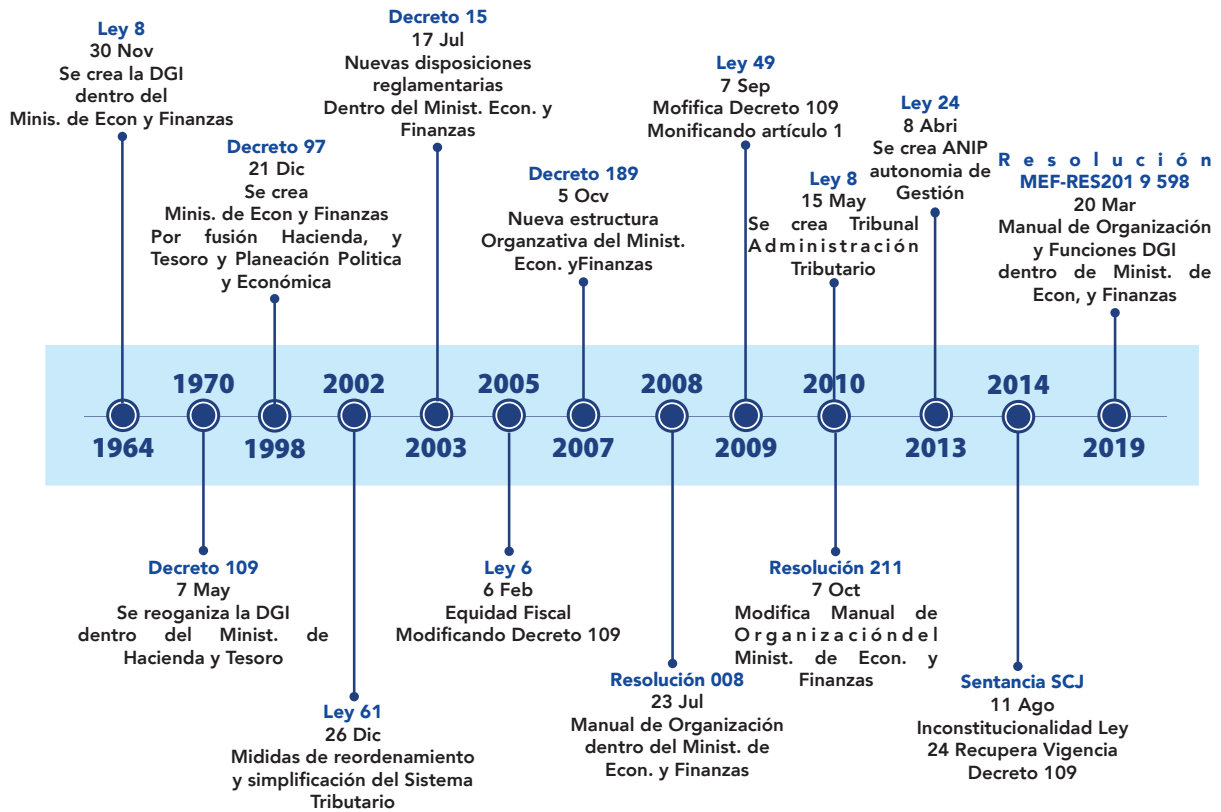 Ley 8
30 Nov
Se crea la DGI
dentro del
Minis. de Econ y Finanzas
1964
1970
Decreto 109
7 May
Se reoganiza la DGI
dentro del Minist. de
Hacienda y Tesoro
Decreto 97
21 Dic
Se crea
Minis. de Econ y Finanzas
Por fusión Hacienda, y
Tesoro y Planeación Politica
y Económica
1998
2002
Ley 61
26 Dic
Mididas de reordenamiento
y simplificación del Sistema
Tributario
Decreto 15
17 Jul
Nuevas disposiciones
reglamentarias
Dentro del Minist. Econ. y
Finanzas
2003
2005
Ley 6
6 Feb
Equidad Fiscal
Modificando Decreto 109
Decreto 189
5 Ocv
Nueva estructura
Organzativa del Minist.
Econ. yFinanzas
2007
2008
Resolución 008
23 Jul
Manual de Organización
dentro del Minist. de
Econ. y Finanzas
Ley 49
7 Sep
Mofifica Decreto 109
Monificando artículo 1
2009
Ley 8
15 May
Se crea Tribunal
Administración
Tributario
2010
Resolución 211
7 Oct
Modifica Manual de
Organizacióndel
Minist. de Econ. y
Finanzas
Ley 24
8 Abri
Se crea ANIP
autonomia de
Gestión
2013
2014
Sentancia SCJ
11 Ago
Inconstitucionalidad Ley
24 Recupera Vigencia
Decreto 109
Resolución
MEF-RES201 9 598
20 Mar
Manual de Organización
y Funciones DGI
dentro de Minist. de
Econ, y Finanzas
2019